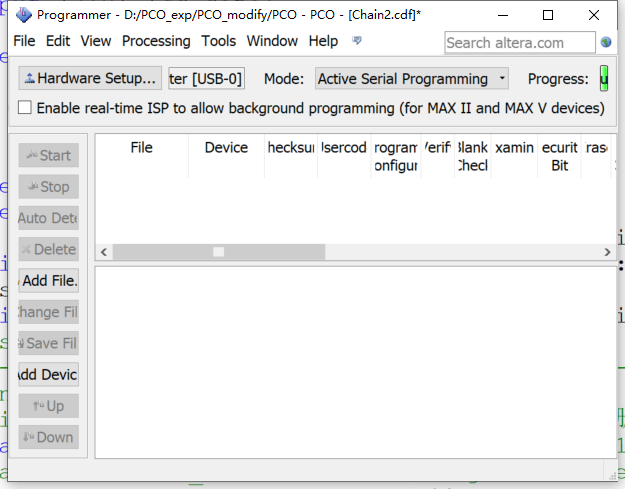 Programmer - D:/PCO_exp/PCO_modify/PCO - PCO - [Chain2.cdf]*
File Edit View Processing Tools Window Help
Search altera.com
Hardware Setup... ter [USB-0] Mode: Active Serial Programming Progress:
Enable real-time ISP to allow background programming (for MAX II and MAX V devices)
Start
Stop
Auto Dete
Delete
Add File.
Change Fil
Save Fil
Add Devic
Up
Down
File Device hecksum Usercod rogram Verify Blank xamin ecurit rase
onfigur Check Bit